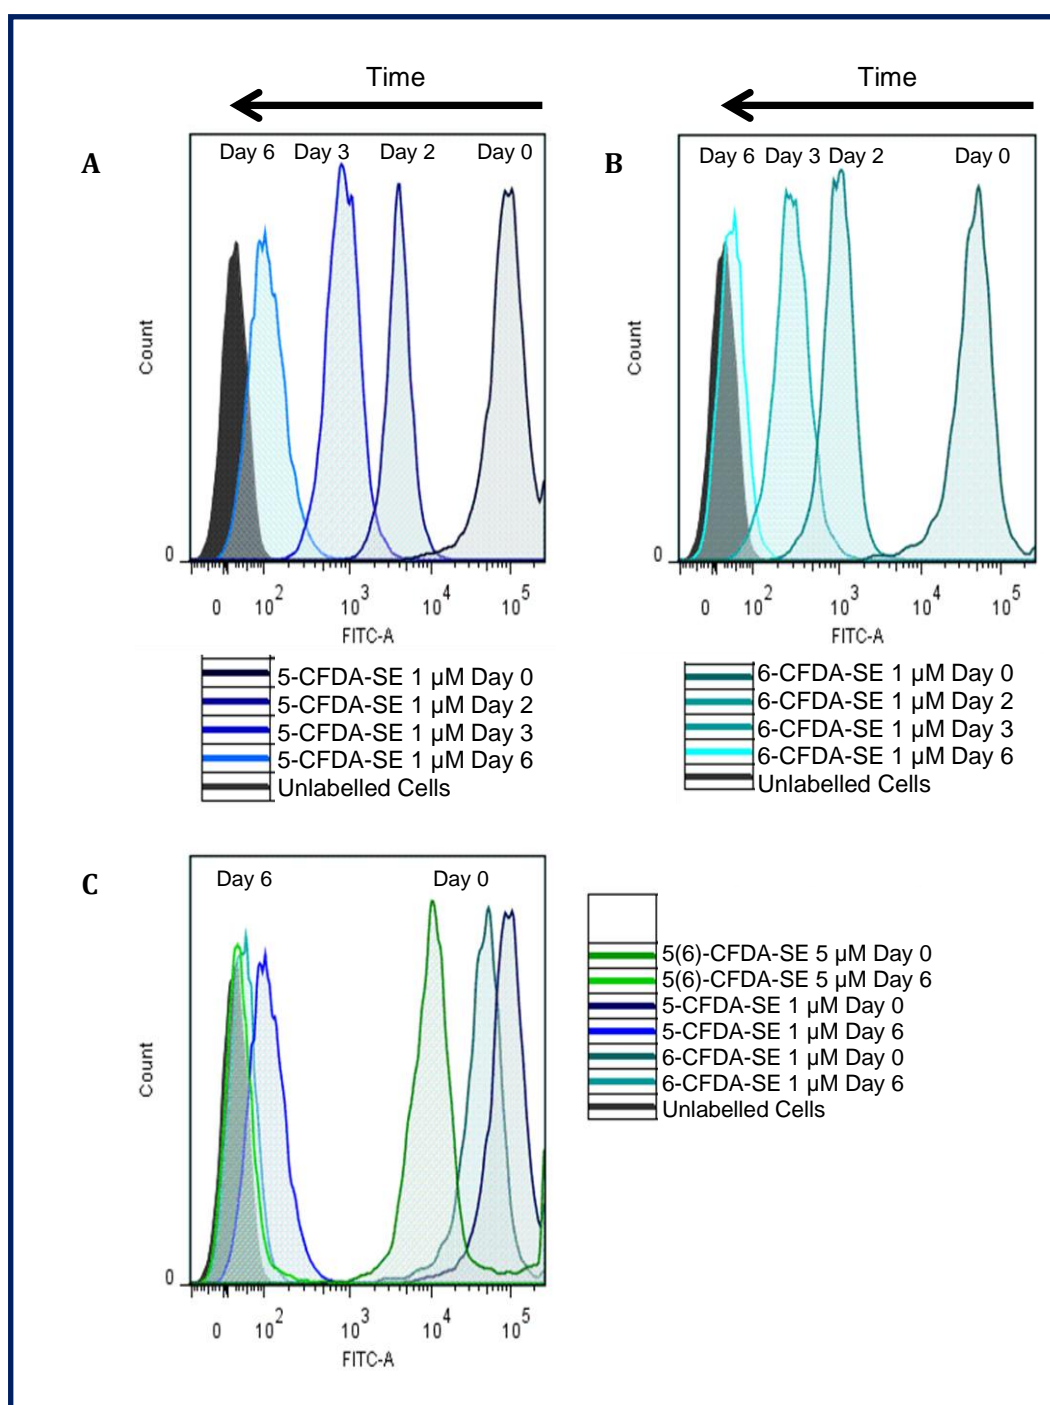 Time
Time
A
Day 6 Day 3 Day 2 Day 0
B
Day 6 Day 3 Day 2 Day 0
Count
0
0 10^2 10^3 10^4 10^5
FITC-A
Count
0
0 10^2 10^3 10^4 10^5
FITC-A
5-CFDA-SE 1 µM Day 0
5-CFDA-SE 1 µM Day 2
5-CFDA-SE 1 µM Day 3
5-CFDA-SE 1 µM Day 6
Unlabelled Cells
6-CFDA-SE 1 µM Day 0
6-CFDA-SE 1 µM Day 2
6-CFDA-SE 1 µM Day 3
6-CFDA-SE 1 µM Day 6
Unlabelled Cells
C
Day 6 Day 0
Count
0
0 10^2 10^3 10^4 10^5
FITC-A
5(6)-CFDA-SE 5 µM Day 0
5(6)-CFDA-SE 5 µM Day 6
5-CFDA-SE 1 µM Day 0
5-CFDA-SE 1 µM Day 6
6-CFDA-SE 1 µM Day 0
6-CFDA-SE 1 µM Day 6
Unlabelled Cells